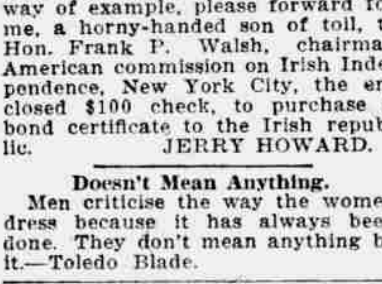 way of example, please forward fo
me, a horny-handed son of toil,
Hon. Frank P. Walsh, chairma
American commission on Irish Inde
pendence, New York City, the en
closed $100 check, to purchase
bond certificate to the Irish repub
lic. JERRY HOWARD.
Doesn't Mean Anything.
Men criticise the way the wome
dress because it has always bee
done. They don't mean anything b
it.—Toledo Blade.